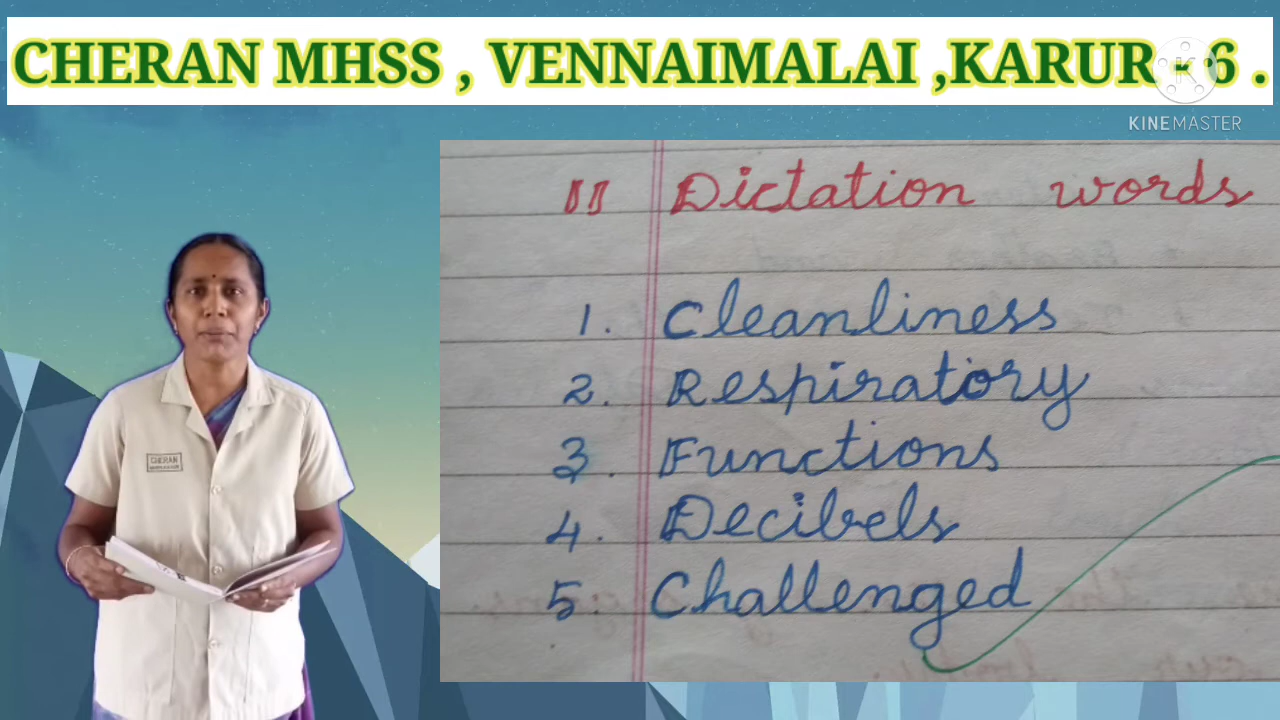 CHERAN MHSS , VENNAIMALAI ,KARUR - 6 .
KINEMASTER
II Dictation words
1. Cleanliness
2. Respiratory
3. Functions
4. Decibels
5. Challenged
CHERAN